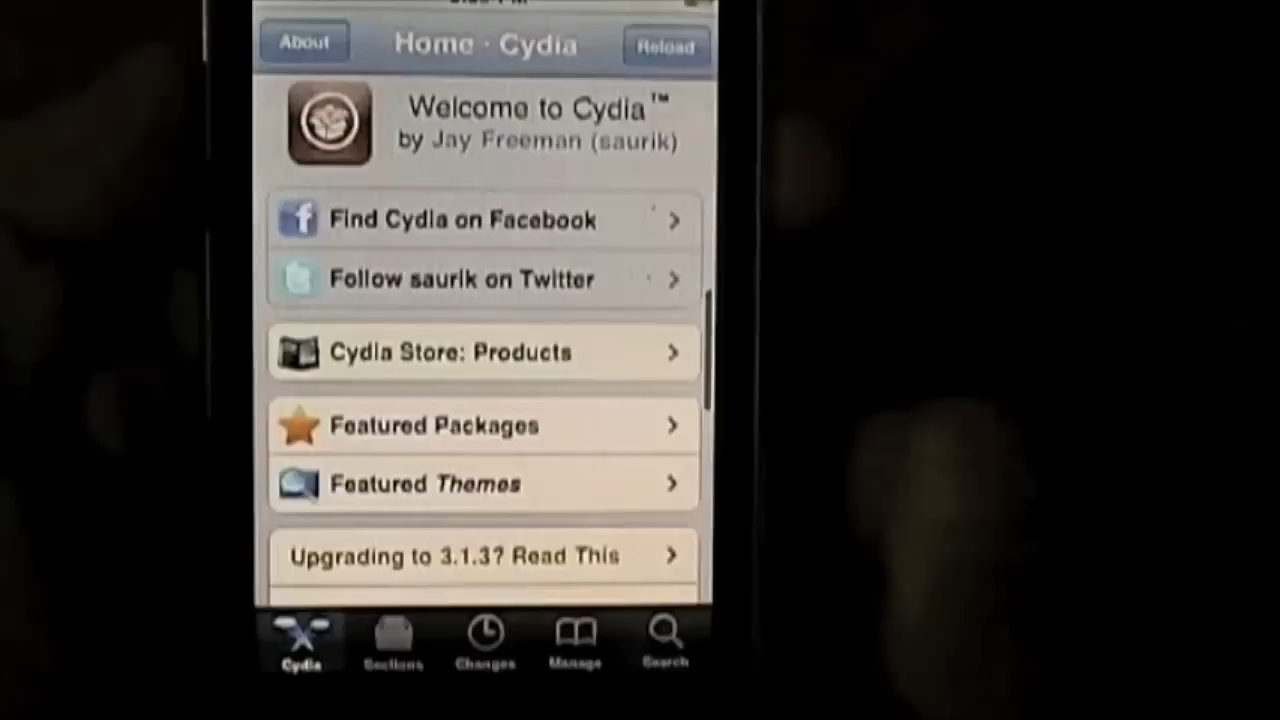 About
Home · Cydia
Reload
Welcome to Cydia™
by Jay Freeman (saurik)
Find Cydia on Facebook
Follow saurik on Twitter
Cydia Store: Products
Featured Packages
Featured Themes
Upgrading to 3.1.3? Read This
Cydia
Sections
Changes
Manage
Search